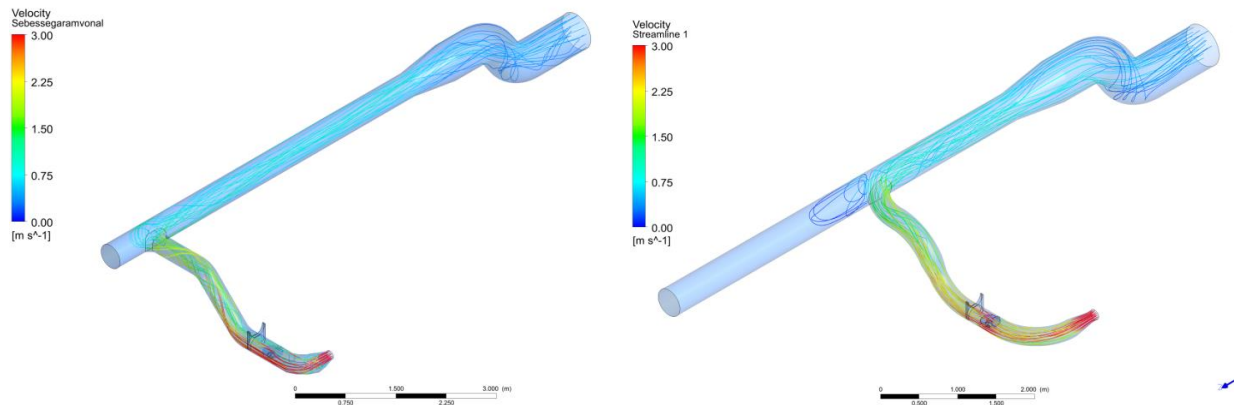 Velocity
Sebessegaramvonal
3.00
2.25
1.50
0.75
0.00
[m s^-1]
0 1.500 3.000 (m)
0.750 2.250
Velocity
Streamline 1
3.00
2.25
1.50
0.75
0.00
[m s^-1]
0 1.000 2.000 (m)
0.500 1.500